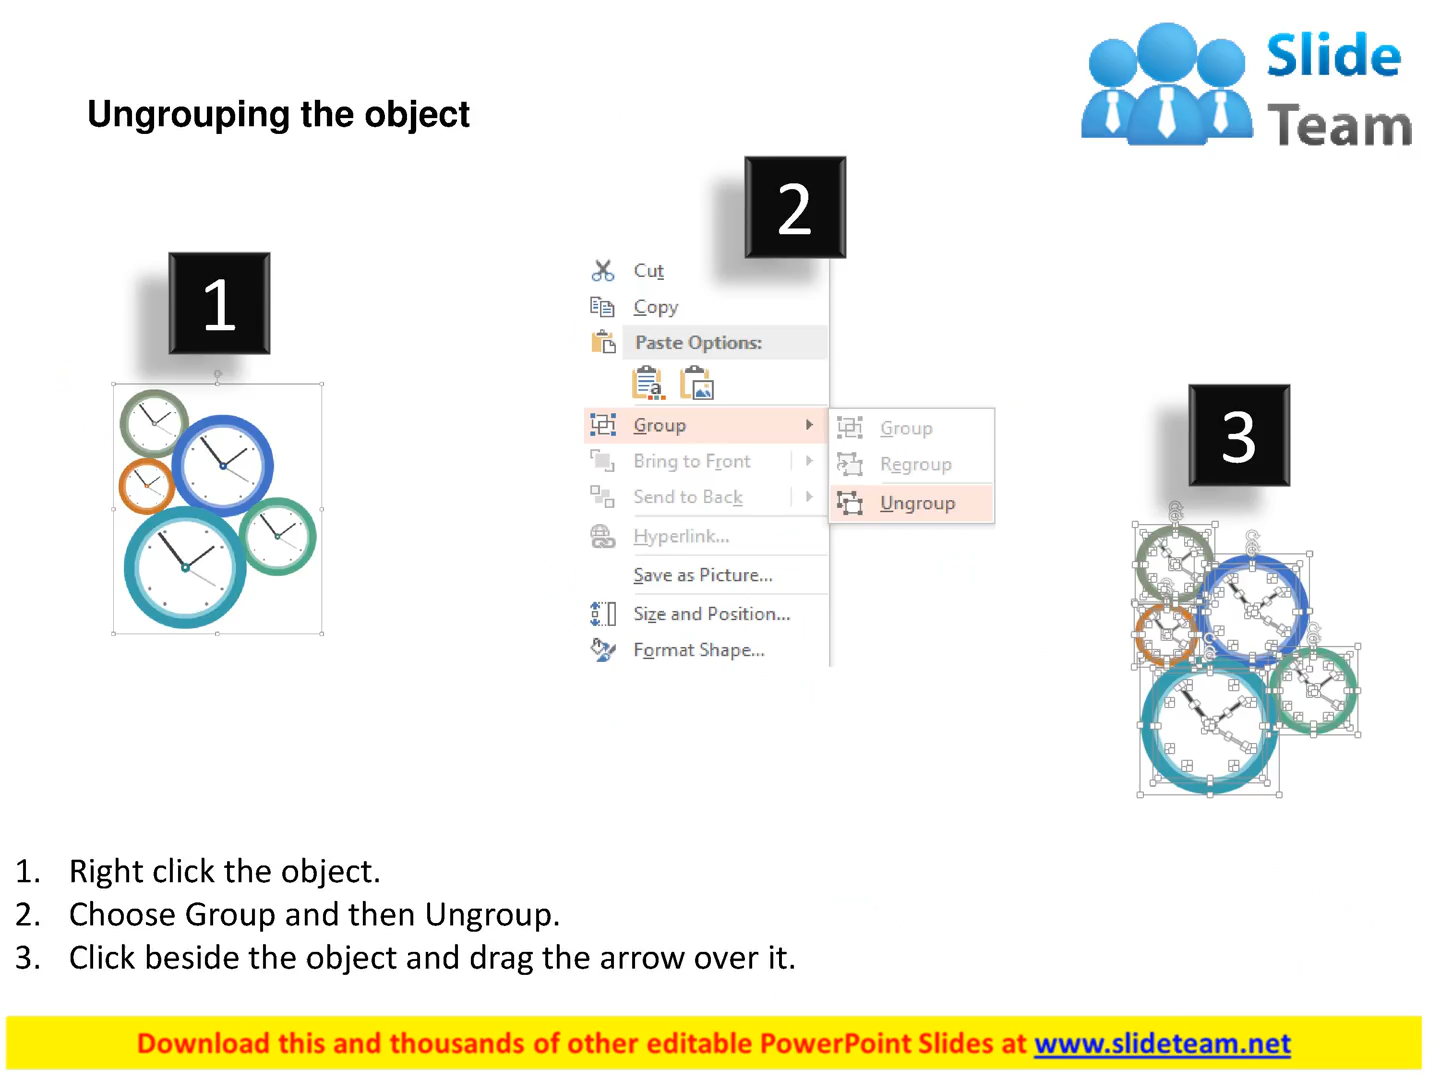 Slide
Team
Ungrouping the object
1
2
3
Cut
Copy
Paste Options:
a
Group
Bring to Front
Send to Back
Hyperlink...
Save as Picture...
Size and Position...
Format Shape...
Group
Regroup
Ungroup
1. Right click the object.
2. Choose Group and then Ungroup.
3. Click beside the object and drag the arrow over it.
Download this and thousands of other editable PowerPoint Slides at www.slideteam.net